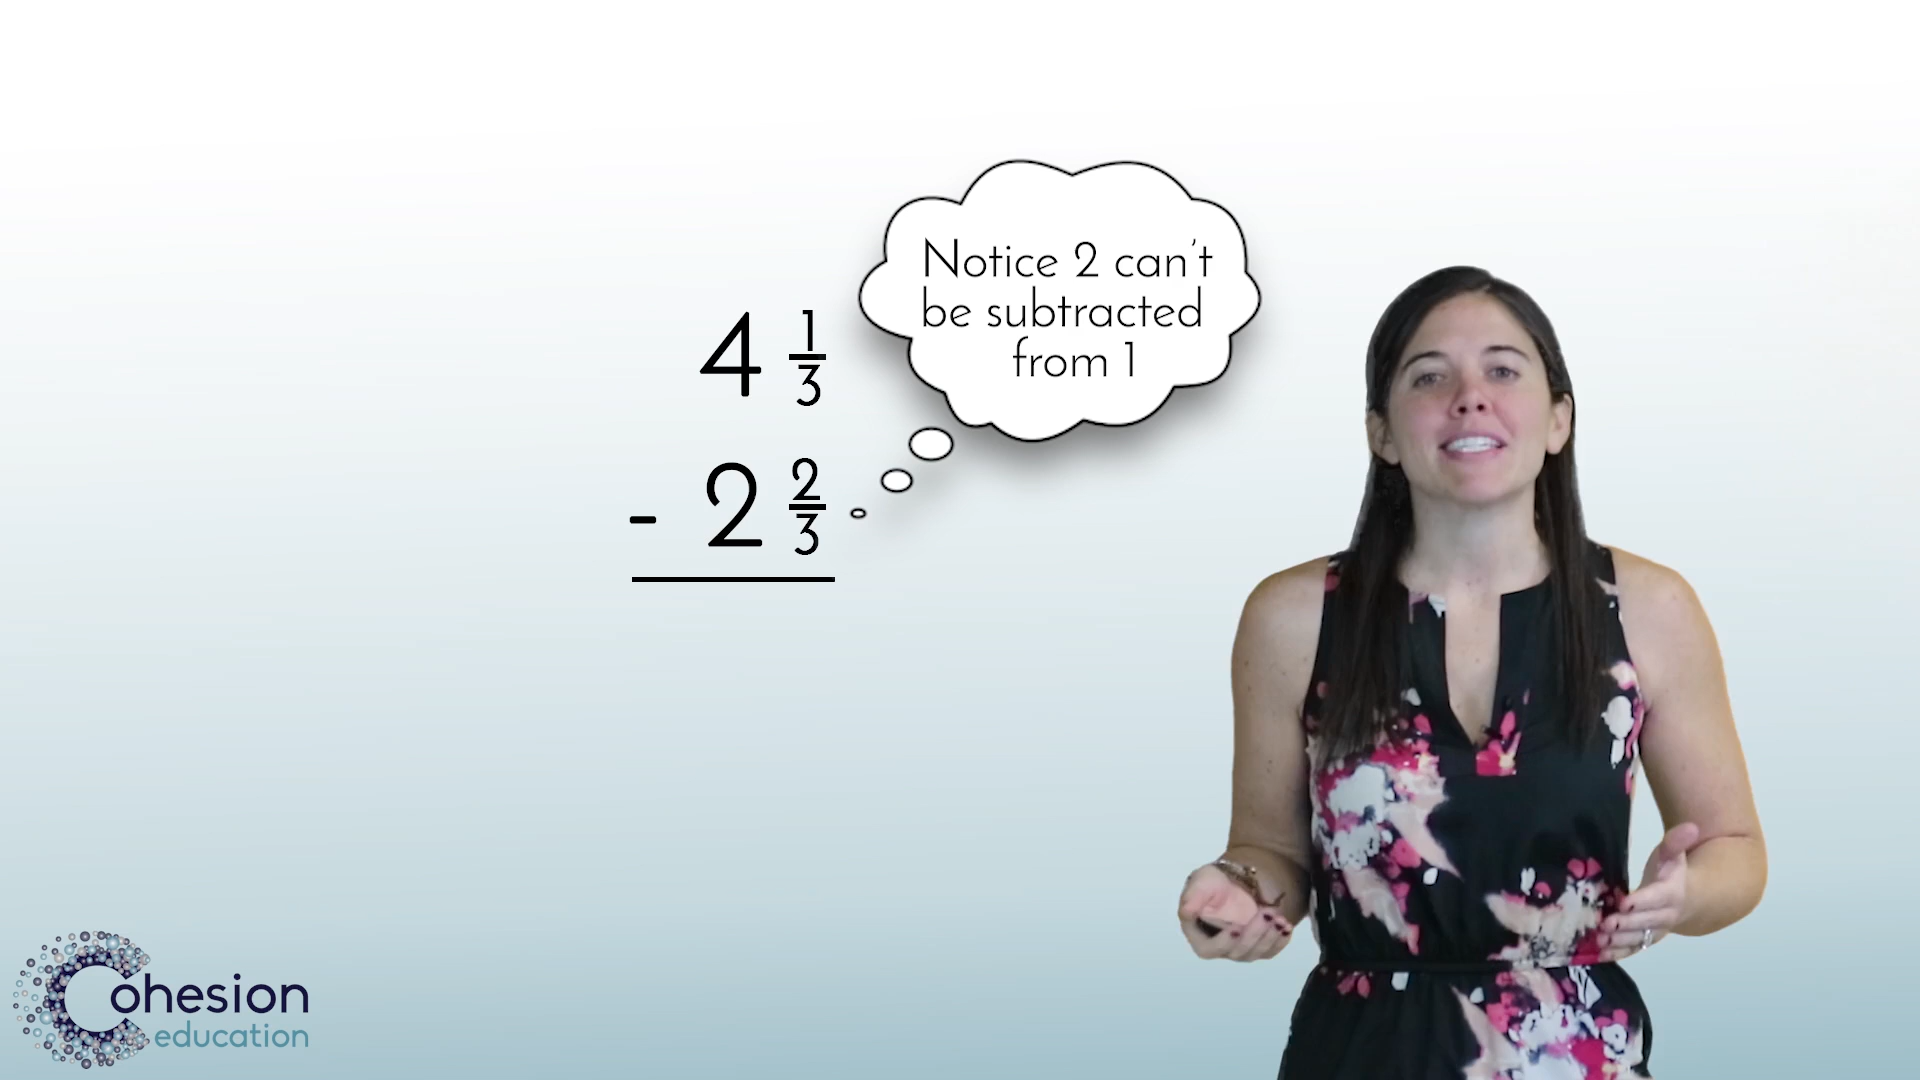 Notice 2 can't
be subtracted
from 1
4 1/3
- 2 2/3
Cohesion
education